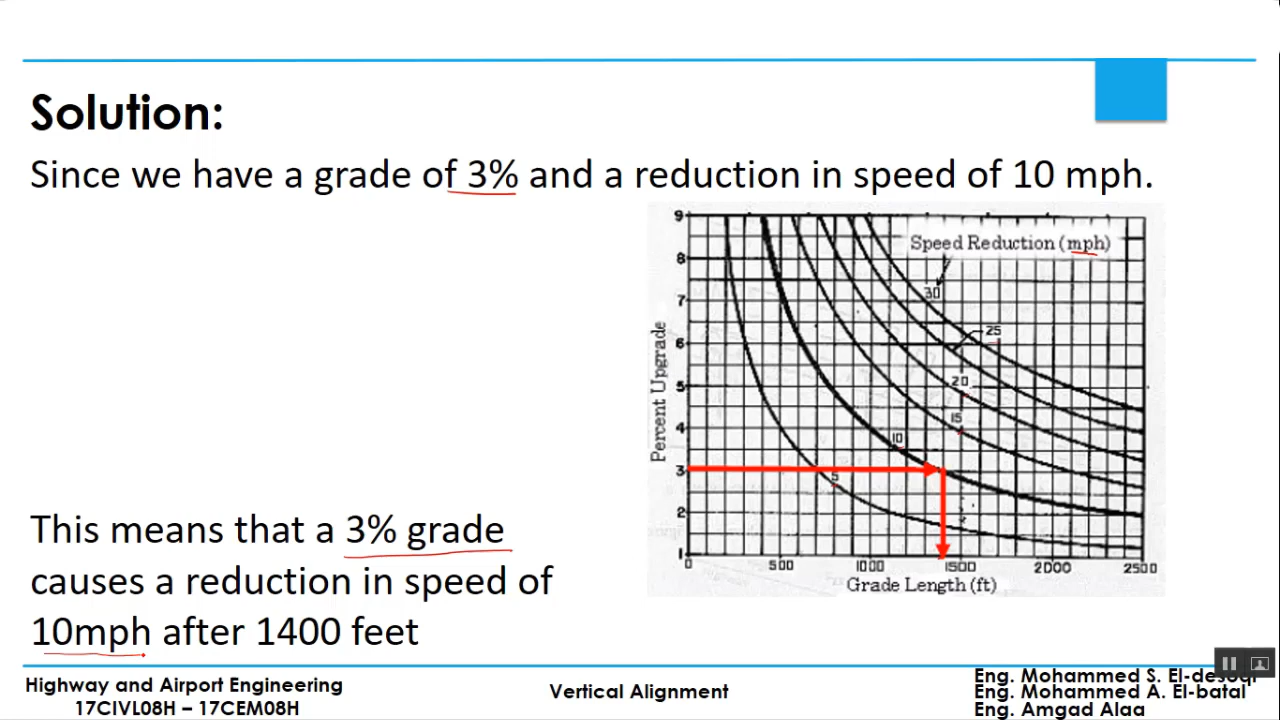 Solution:
Since we have a grade of 3% and a reduction in speed of 10 mph.
9
Speed Reduction (mph)
8
30
7
25
6
20
5
15
4
10
3
5
2
1
Percent Upgrade
0 500 1000 1500 2000 2500
Grade Length (ft)
This means that a 3% grade
causes a reduction in speed of
10mph after 1400 feet
Highway and Airport Engineering
17CIVL08H – 17CEM08H
Vertical Alignment
Eng. Mohammed S. El-desoqi
Eng. Mohammed A. El-batal
Eng. Amgad Alaa